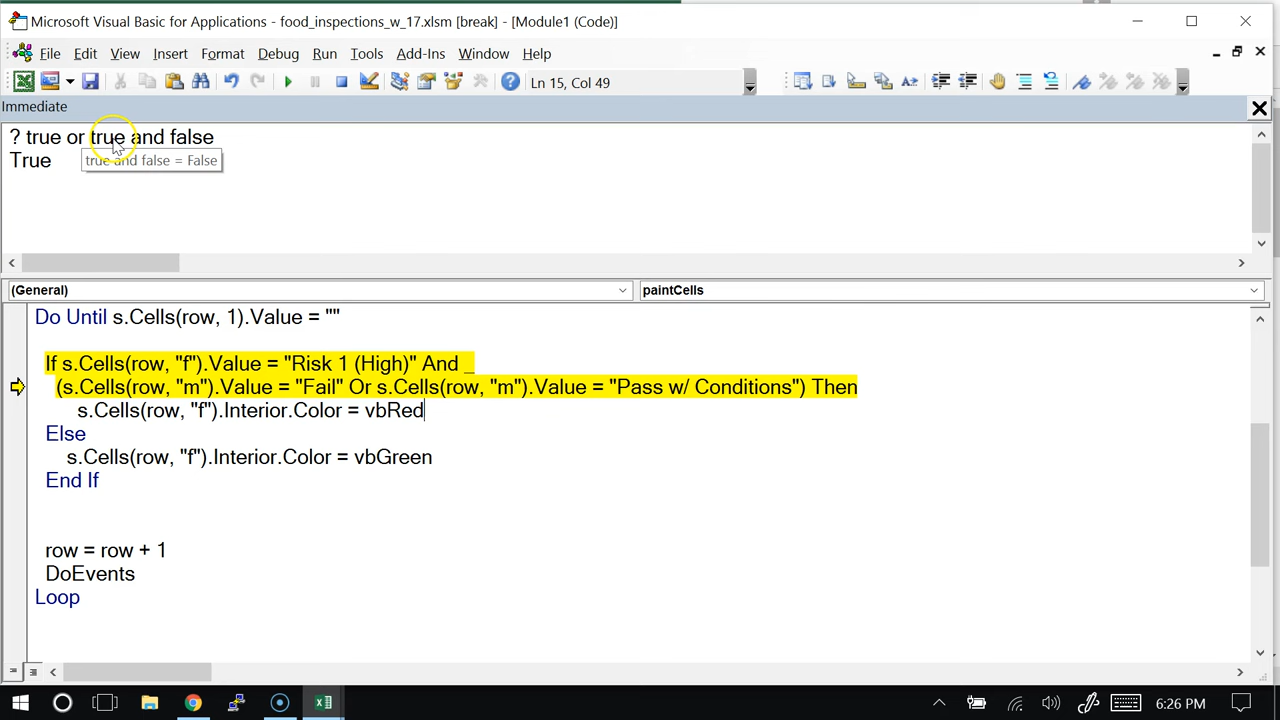 Microsoft Visual Basic for Applications - food_inspections_w_17.xlsm [break] - [Module1 (Code)]
File Edit View Insert Format Debug Run Tools Add-Ins Window Help
Ln 15, Col 49
Immediate
? true or true and false
True
true and false = False
(General) paintCells
Do Until s.Cells(row, 1).Value = ""
If s.Cells(row, "f").Value = "Risk 1 (High)" And _
(s.Cells(row, "m").Value = "Fail" Or s.Cells(row, "m").Value = "Pass w/ Conditions") Then
s.Cells(row, "f").Interior.Color = vbRed
Else
s.Cells(row, "f").Interior.Color = vbGreen
End If
row = row + 1
DoEvents
Loop
6:26 PM